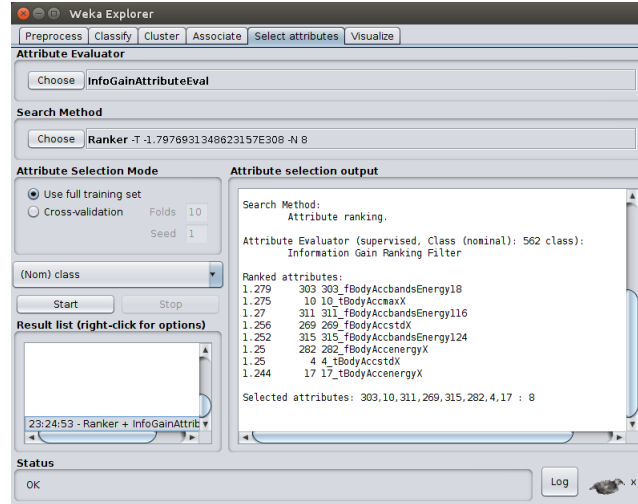 Weka Explorer
Preprocess Classify Cluster Associate Select attributes Visualize
Attribute Evaluator
Choose InfoGainAttributeEval
Search Method
Choose Ranker -T -1.7976931348623157E308 -N 8
Attribute Selection Mode
Use full training set
Cross-validation Folds 10
Seed 1
(Nom) class
Start Stop
Result list (right-click for options)
23:24:53 - Ranker + InfoGainAttrib
Attribute selection output
Search Method:
Attribute ranking.
Attribute Evaluator (supervised, Class (nominal): 562 class):
Information Gain Ranking Filter
Ranked attributes:
1.279 303 303_fBodyAccbandsEnergy18
1.275 10 10_tBodyAccmaxX
1.27 311 311_fBodyAccbandsEnergy116
1.256 269 269_fBodyAccstdX
1.252 315 315_fBodyAccbandsEnergy124
1.25 282 282_fBodyAccenergyX
1.25 4 4_tBodyAccstdX
1.244 17 17_tBodyAccenergyX
Selected attributes: 303,10,311,269,315,282,4,17 : 8
Status
OK
Log
x